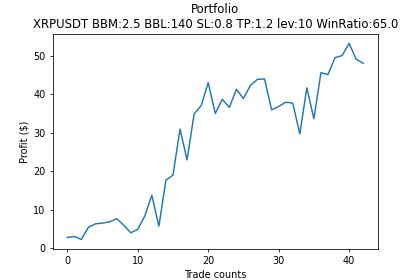 Portfolio
XRPUSDT BBM:2.5 BBL:140 SL:0.8 TP:1.2 lev:10 WinRatio:65.0
50
40
30
20
10
0
Profit ($)
0 10 20 30 40
Trade counts